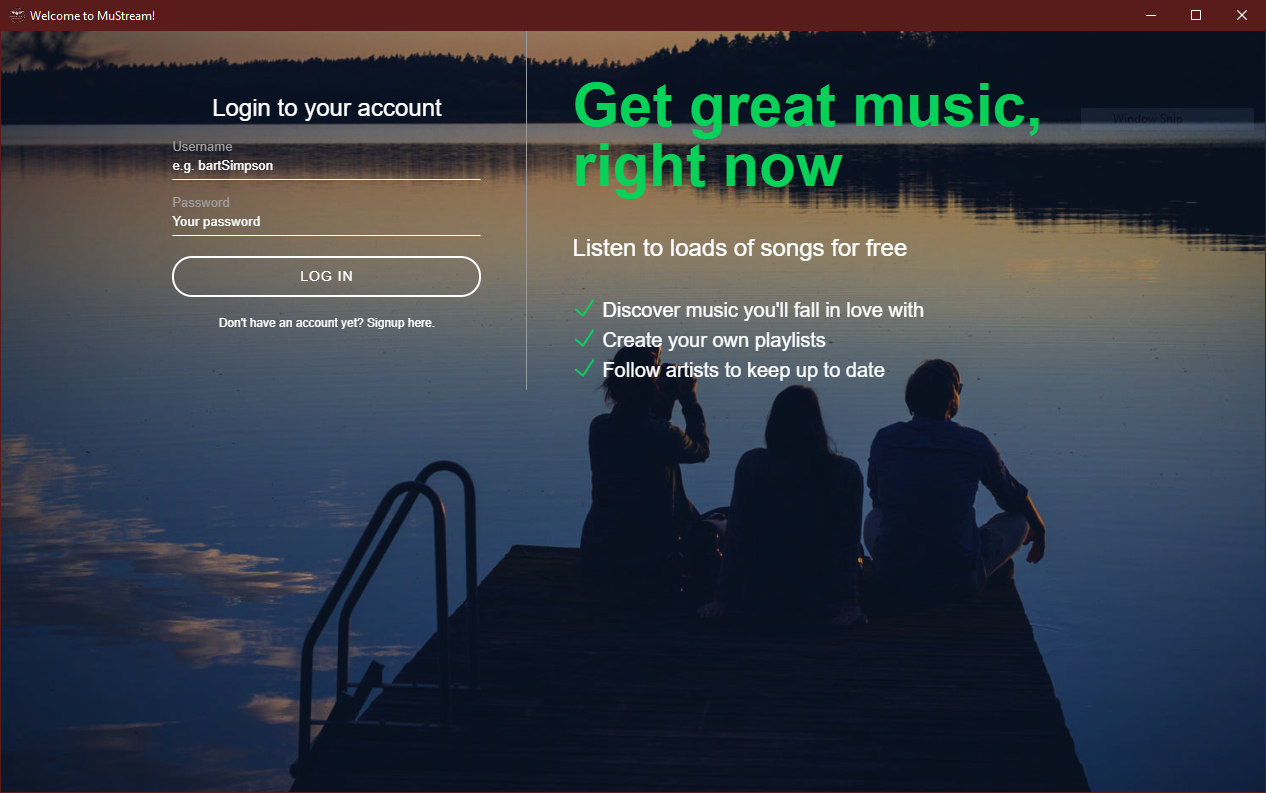 Welcome to MuStream!
Login to your account
Username
e.g. bartSimpson
Password
Your password
LOG IN
Don't have an account yet? Signup here.
Get great music,
right now
Window Snip
Listen to loads of songs for free
Discover music you'll fall in love with
Create your own playlists
Follow artists to keep up to date